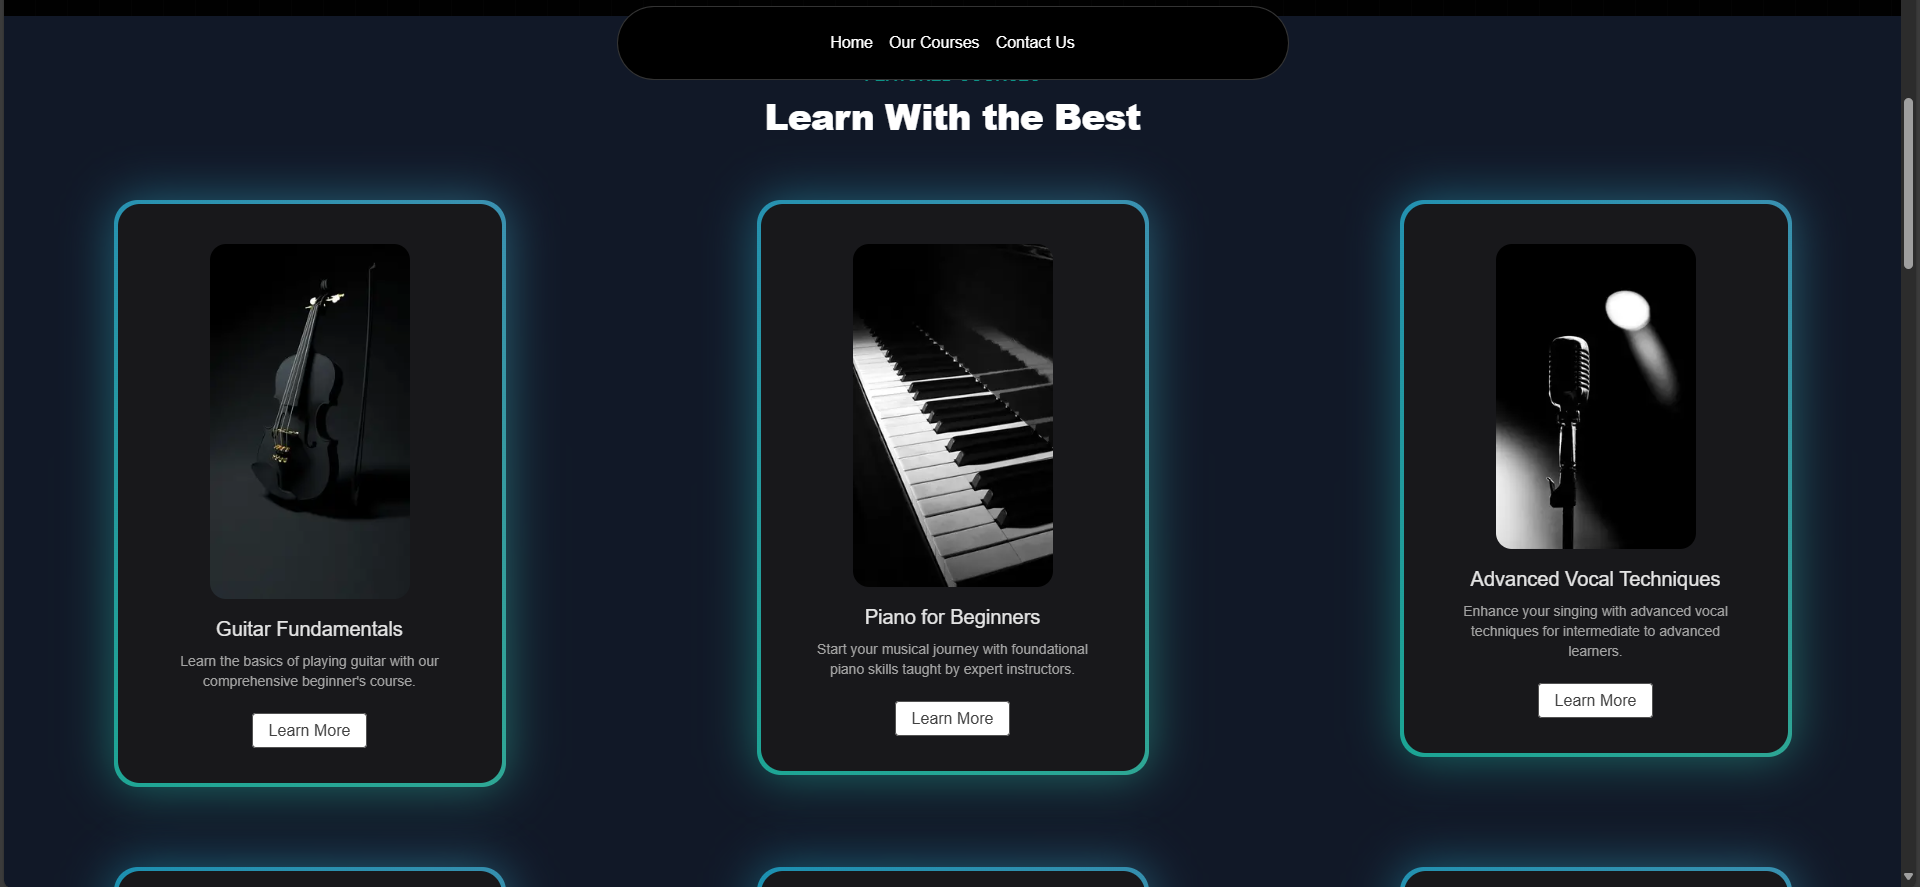 Home Our Courses Contact Us
Learn With the Best
Guitar Fundamentals
Learn the basics of playing guitar with our
comprehensive beginner's course.
Learn More
Piano for Beginners
Start your musical journey with foundational
piano skills taught by expert instructors.
Learn More
Advanced Vocal Techniques
Enhance your singing with advanced vocal
techniques for intermediate to advanced
learners.
Learn More